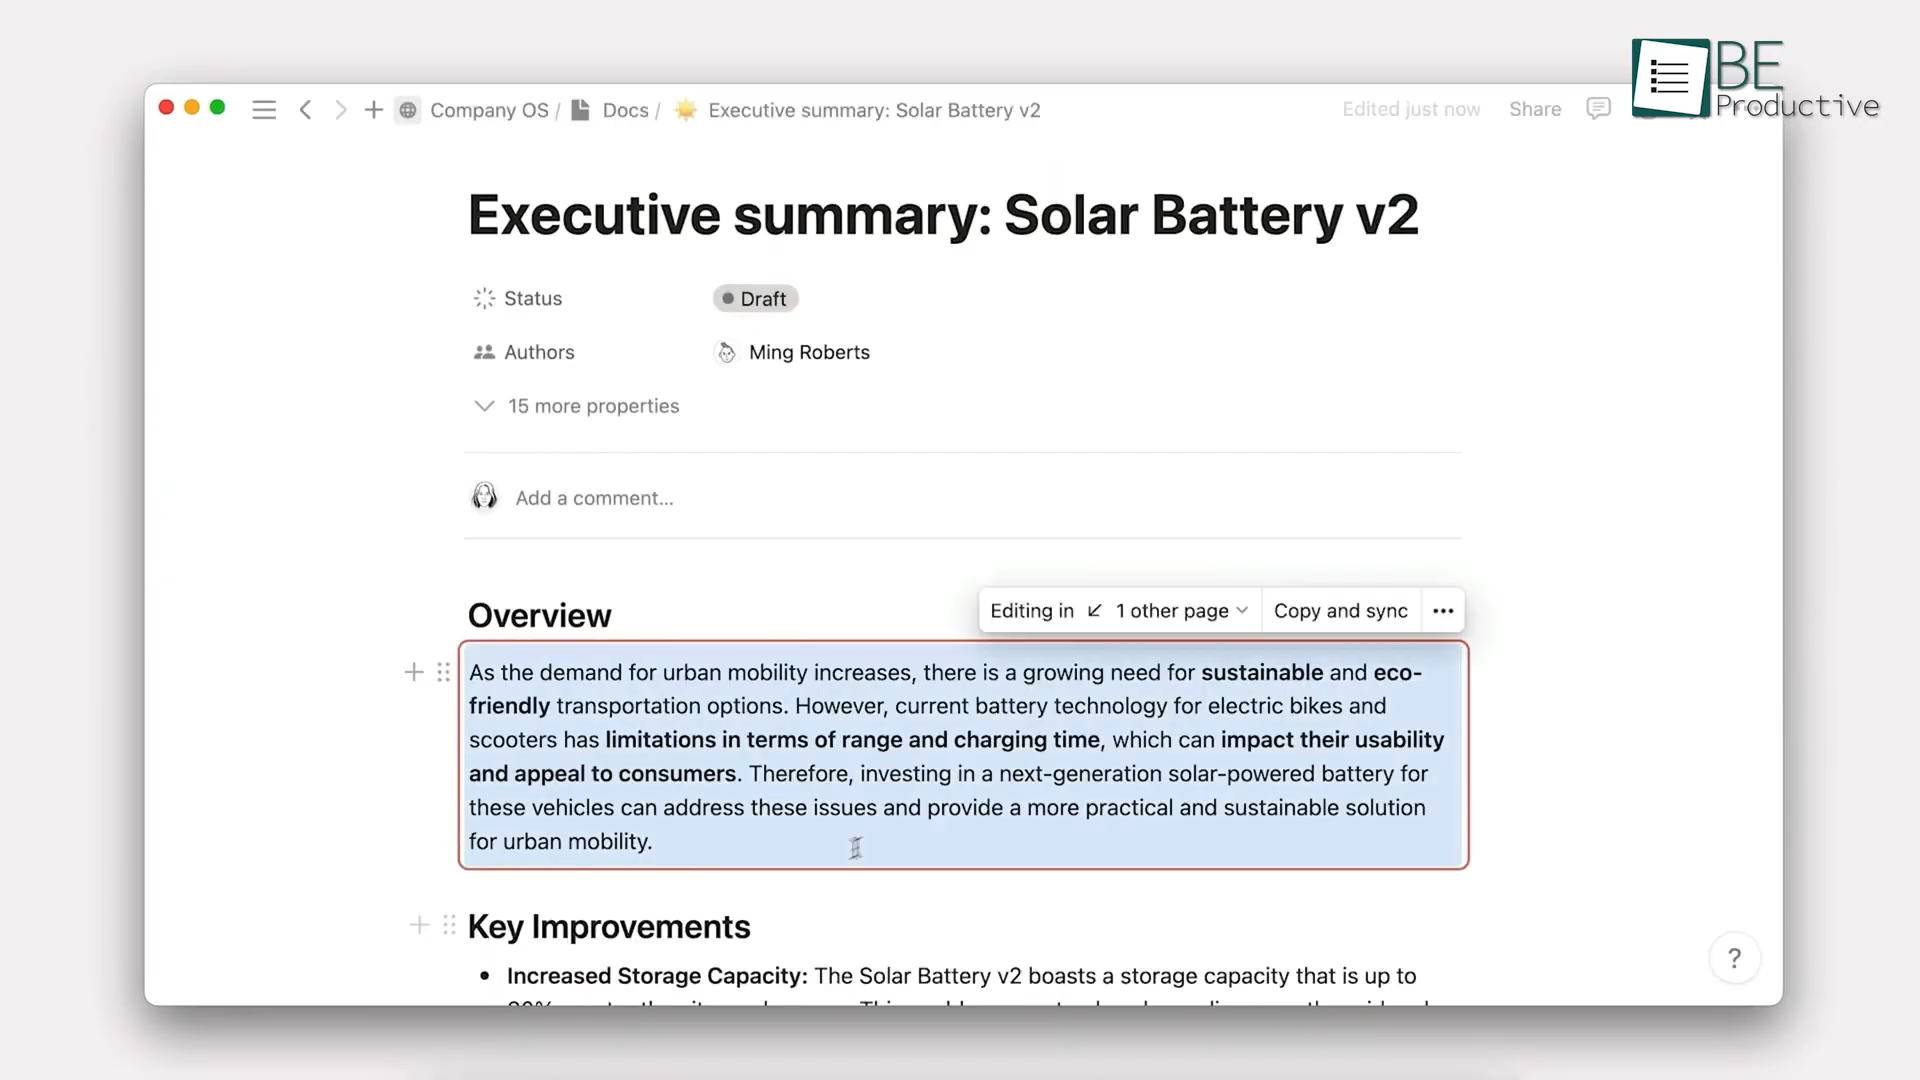 BE
Productive
Company OS / Docs / Executive summary: Solar Battery v2
Edited just now
Share
Executive summary: Solar Battery v2
Status Draft
Authors Ming Roberts
15 more properties
Add a comment...
Overview
Editing in 1 other page Copy and sync
As the demand for urban mobility increases, there is a growing need for sustainable and eco-
friendly transportation options. However, current battery technology for electric bikes and
scooters has limitations in terms of range and charging time, which can impact their usability
and appeal to consumers. Therefore, investing in a next-generation solar-powered battery for
these vehicles can address these issues and provide a more practical and sustainable solution
for urban mobility.
Key Improvements
• Increased Storage Capacity: The Solar Battery v2 boasts a storage capacity that is up to
?